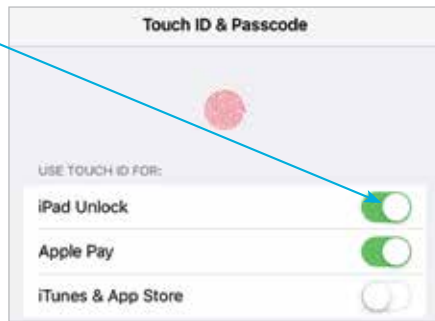 Touch ID & Passcode
USE TOUCH ID FOR:
iPad Unlock
Apple Pay
iTunes & App Store